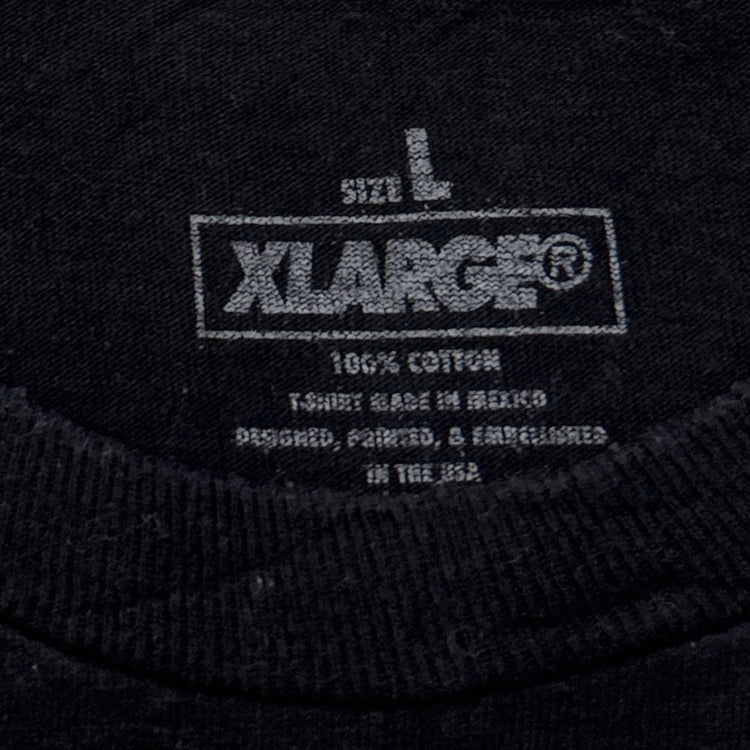 SIZE L
XLARGE®
100% COTTON
T-SHIRT MADE IN MEXICO
DESIGNED, PRINTED, & EMBELLISHED
IN THE USA